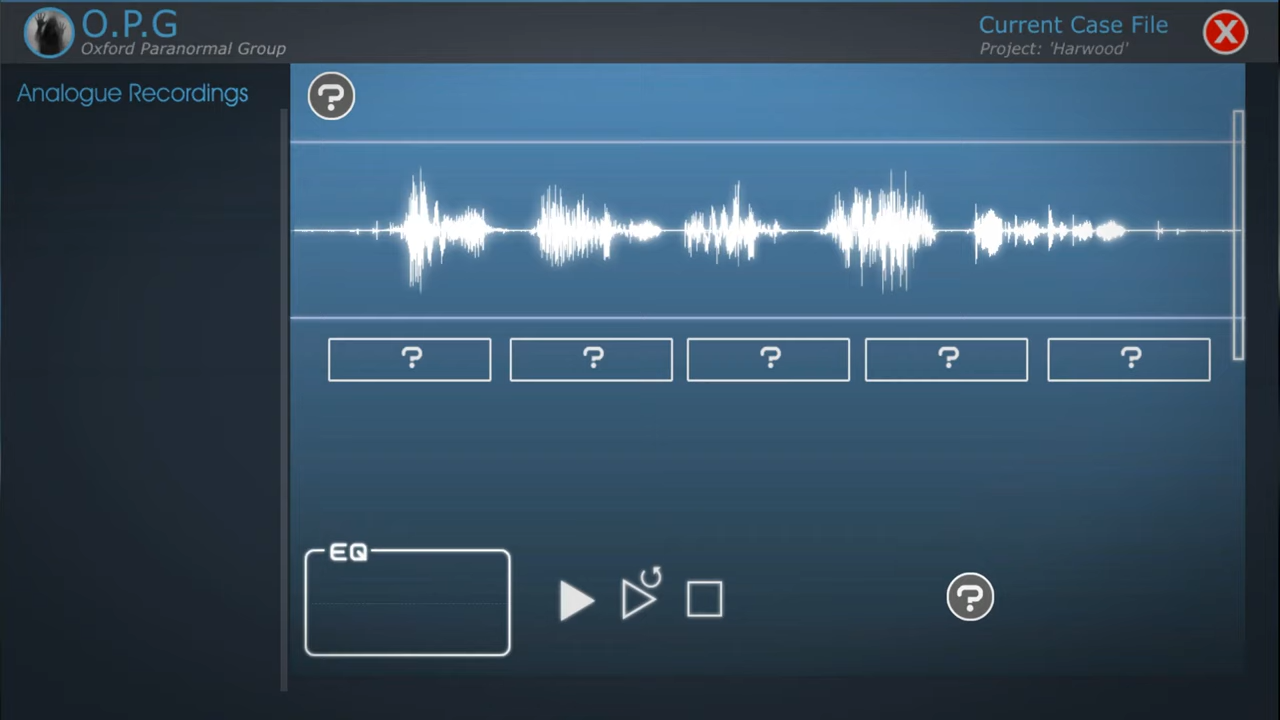 O.P.G
Oxford Paranormal Group
Current Case File
Project: 'Harwood'
X
Analogue Recordings
?
? ? ? ? ?
EQ
?